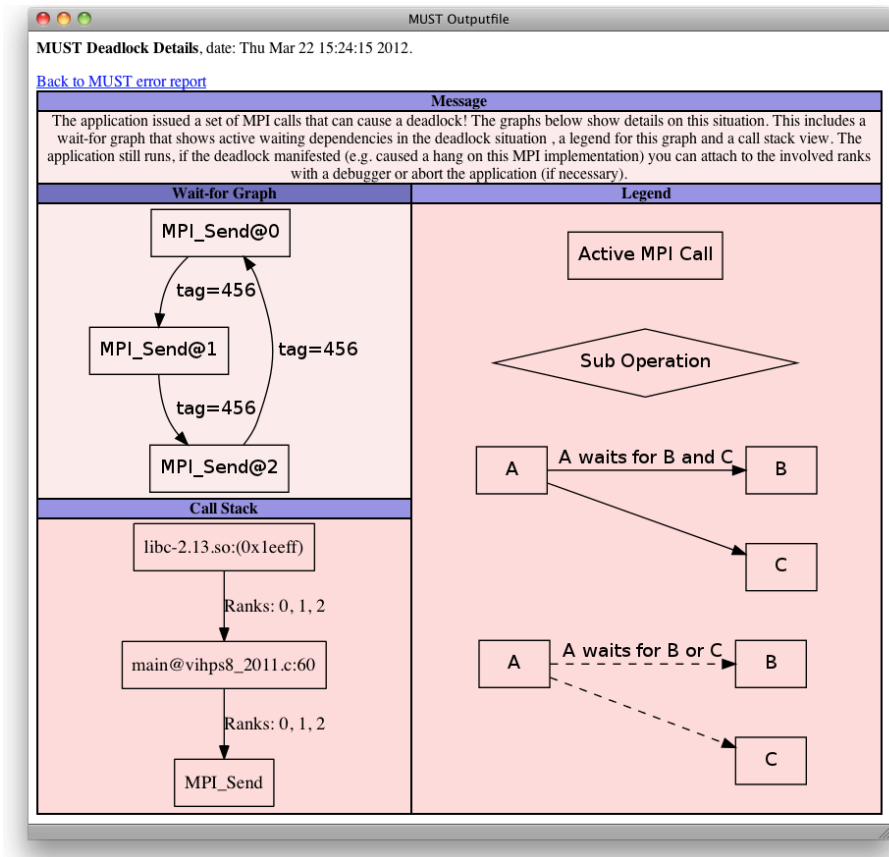 MUST Outputfile
MUST Deadlock Details, date: Thu Mar 22 15:24:15 2012.
Back to MUST error report
Message
The application issued a set of MPI calls that can cause a deadlock! The graphs below show details on this situation. This includes a
wait-for graph that shows active waiting dependencies in the deadlock situation , a legend for this graph and a call stack view. The
application still runs, if the deadlock manifested (e.g. caused a hang on this MPI implementation) you can attach to the involved ranks
with a debugger or abort the application (if necessary).
Wait-for Graph
MPI_Send@0
tag=456
MPI_Send@1
tag=456
tag=456
MPI_Send@2
Call Stack
libc-2.13.so:(0x1eeff)
Ranks: 0, 1, 2
main@vihps8_2011.c:60
Ranks: 0, 1, 2
MPI_Send
Legend
Active MPI Call
Sub Operation
A
A waits for B and C
B
C
A
A waits for B or C
B
C